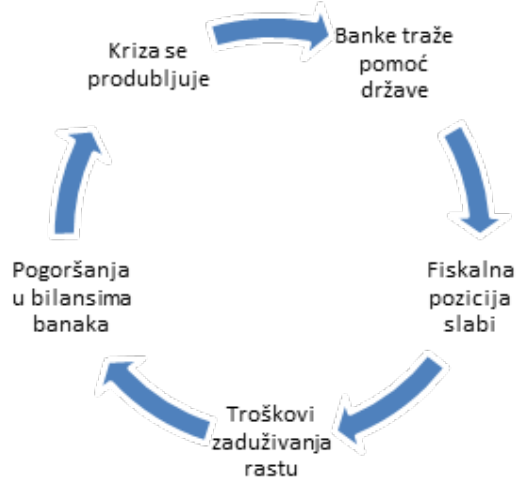 Kriza se
produbljuje
Banke traže
pomoć
države
Fiskalna
pozicija
slabi
Troškovi
zaduživanja
rastu
Pogoršanja
u bilansima
banaka